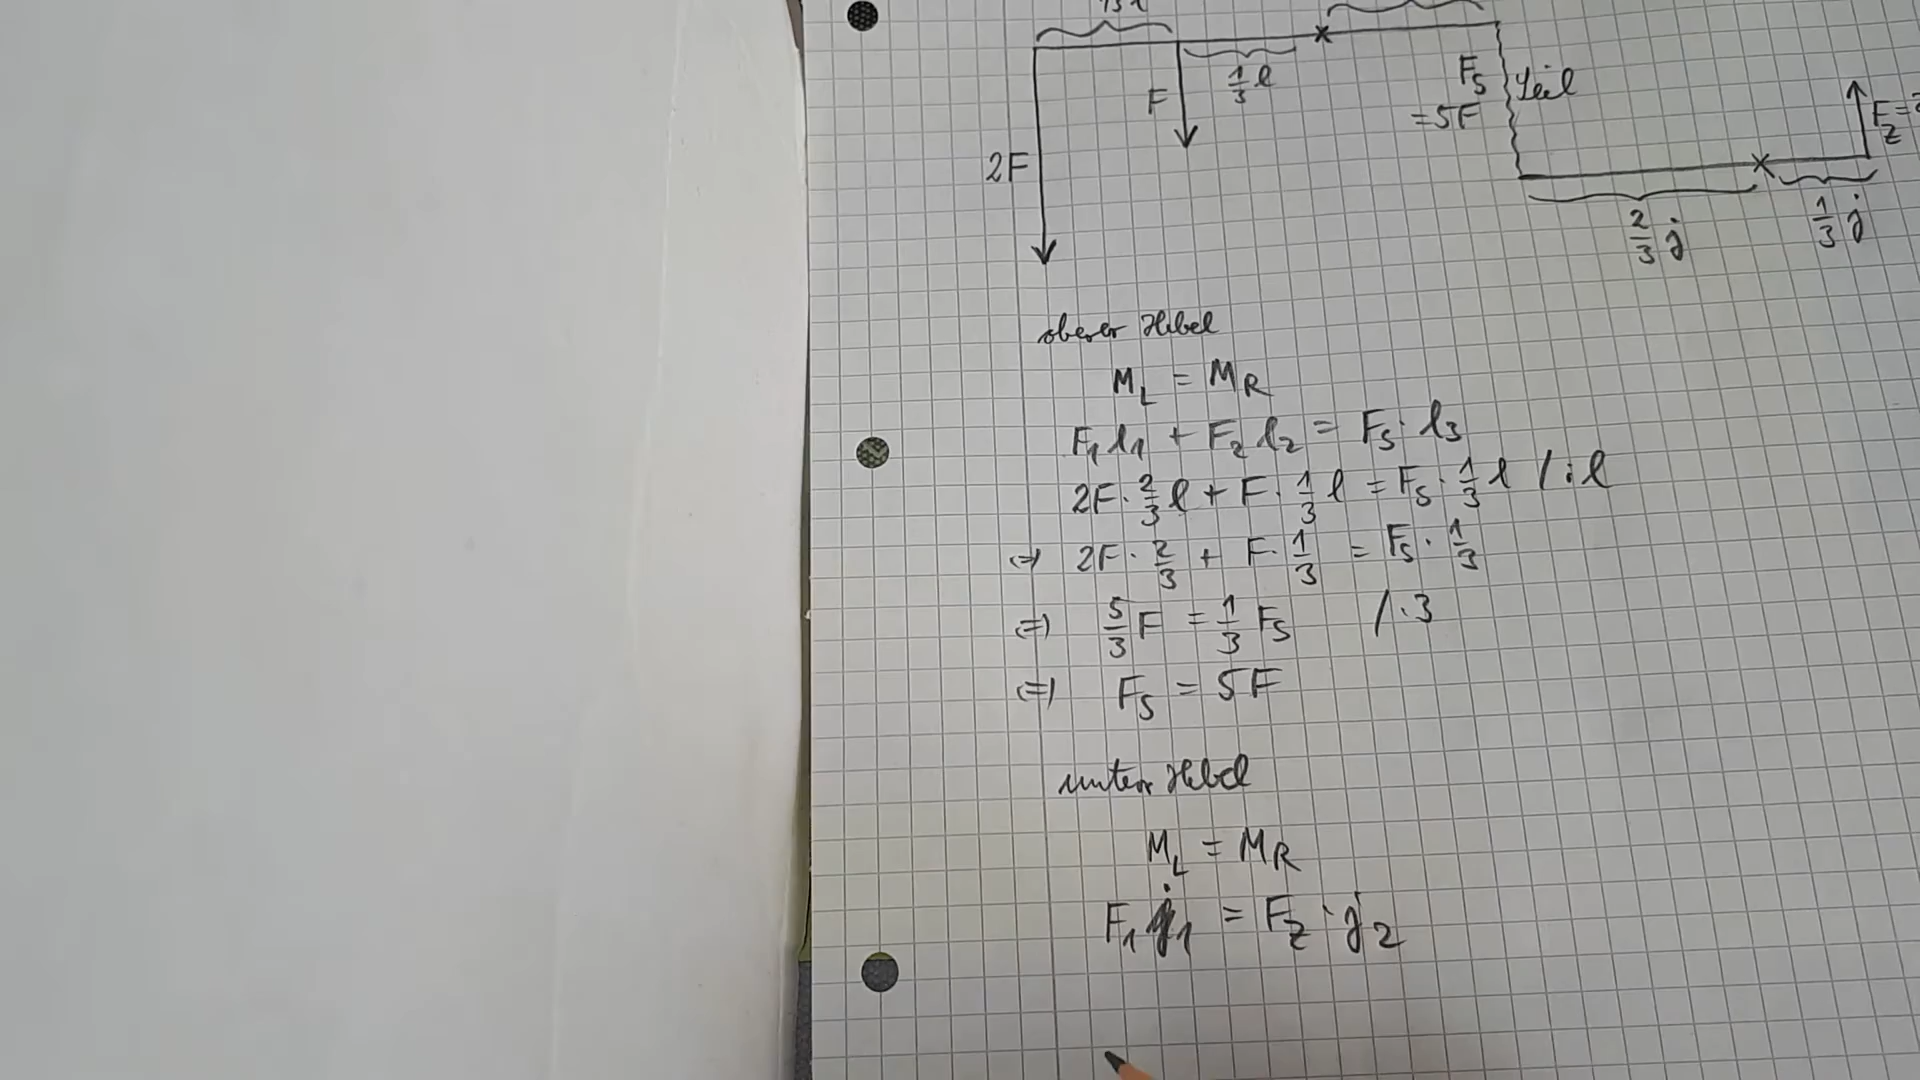 F
1/3 l
F_S
= 5F
Seil
F_Z =
2F
2/3 j
1/3 j
oberer Hebel
M_L = M_R
F_1 l_1 + F_2 l_2 = F_S · l_3
2F · 2/3 l + F · 1/3 l = F_S · 1/3 l / : l
⇔ 2F · 2/3 + F · 1/3 = F_S · 1/3
⇔ 5/3 F = 1/3 F_S / · 3
⇔ F_S = 5F
unterer Hebel
M_L = M_R
F_1 j_1 = F_Z · j_2